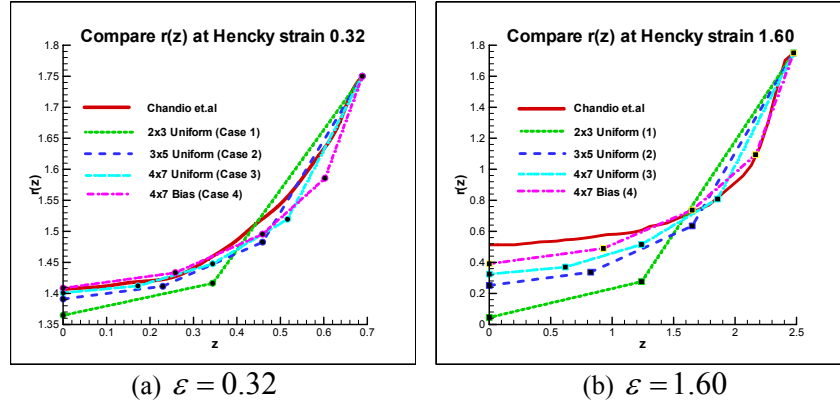 Compare r(z) at Hencky strain 0.32
1.8
1.75
1.7
1.65
1.6
1.55
1.5
1.45
1.4
1.35
r(z)
Chandio et.al
2x3 Uniform (Case 1)
3x5 Uniform (Case 2)
4x7 Uniform (Case 3)
4x7 Bias (Case 4)
0
0.1
0.2
0.3
0.4
0.5
0.6
0.7
z
(a) ε = 0.32
Compare r(z) at Hencky strain 1.60
1.8
1.6
1.4
1.2
1
0.8
0.6
0.4
0.2
0
r(z)
Chandio et.al
2x3 Uniform (1)
3x5 Uniform (2)
4x7 Uniform (3)
4x7 Bias (4)
0
0.5
1
1.5
2
2.5
z
(b) ε = 1.60